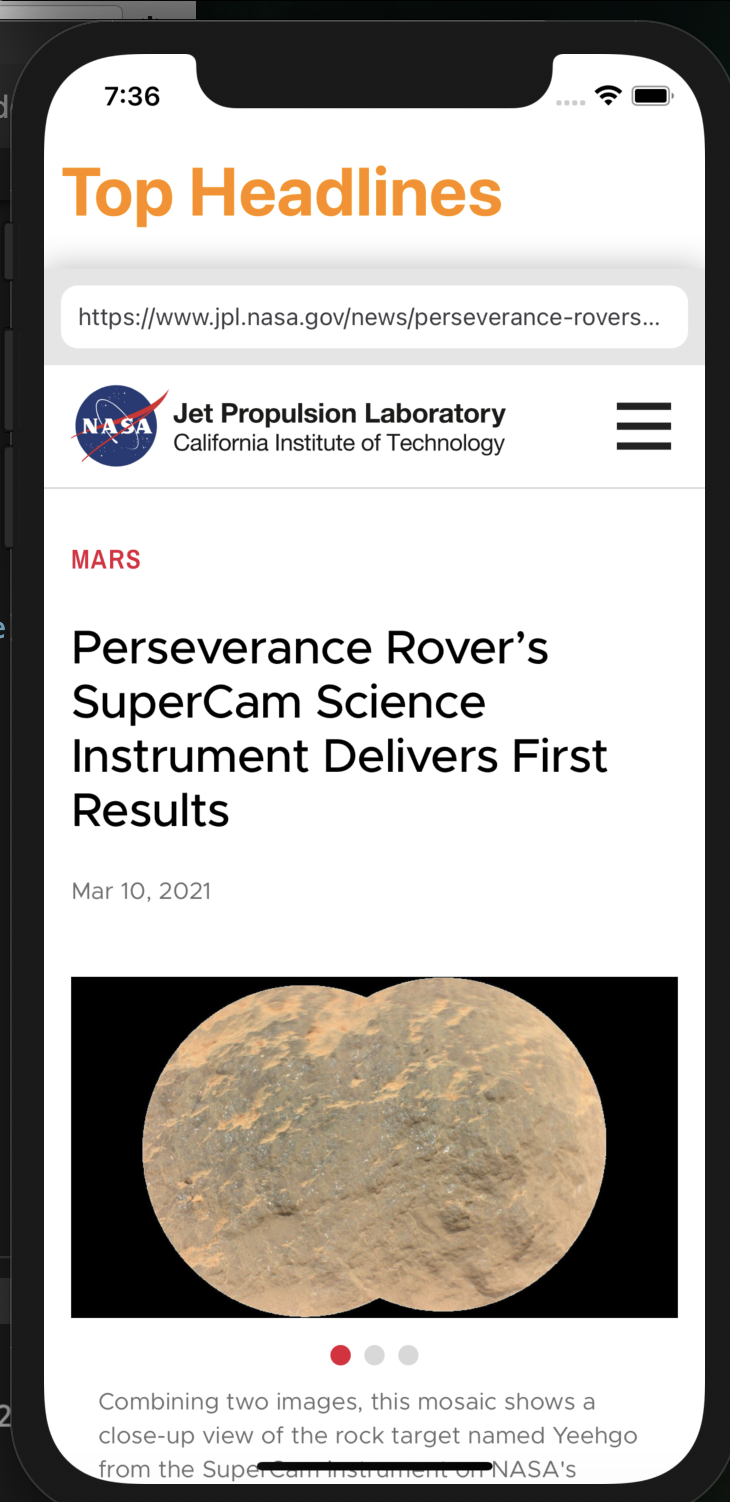 7:36
Top Headlines
https://www.jpl.nasa.gov/news/perseverance-rovers...
NASA
Jet Propulsion Laboratory
California Institute of Technology
MARS
Perseverance Rover’s
SuperCam Science
Instrument Delivers First
Results
Mar 10, 2021
Combining two images, this mosaic shows a
close-up view of the rock target named Yeehgo
from the SuperCam instrument on NASA's
d
e
2